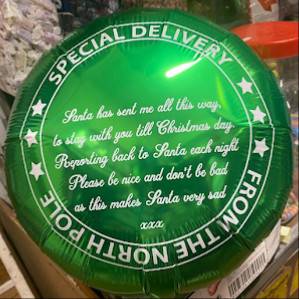 SPECIAL DELIVERY
Santa has sent me all this way,
to stay with you till Christmas day.
Reporting back to Santa each night
Please be nice and don't be bad
as this makes Santa very sad
xxx
FROM THE NORTH POLE